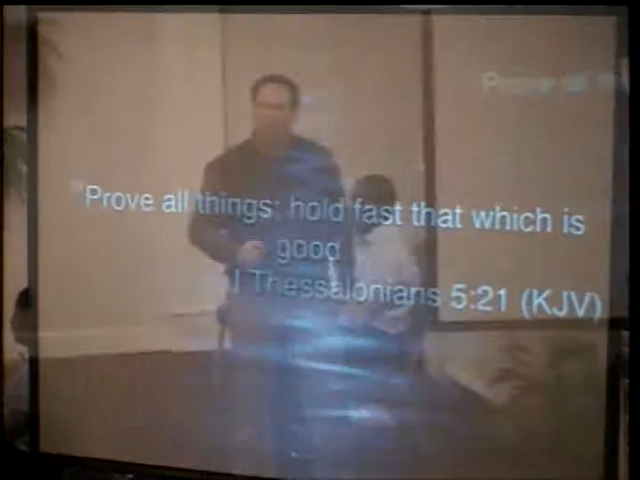 "Prove all things; hold fast that which is
good
I Thessalonians 5:21 (KJV)